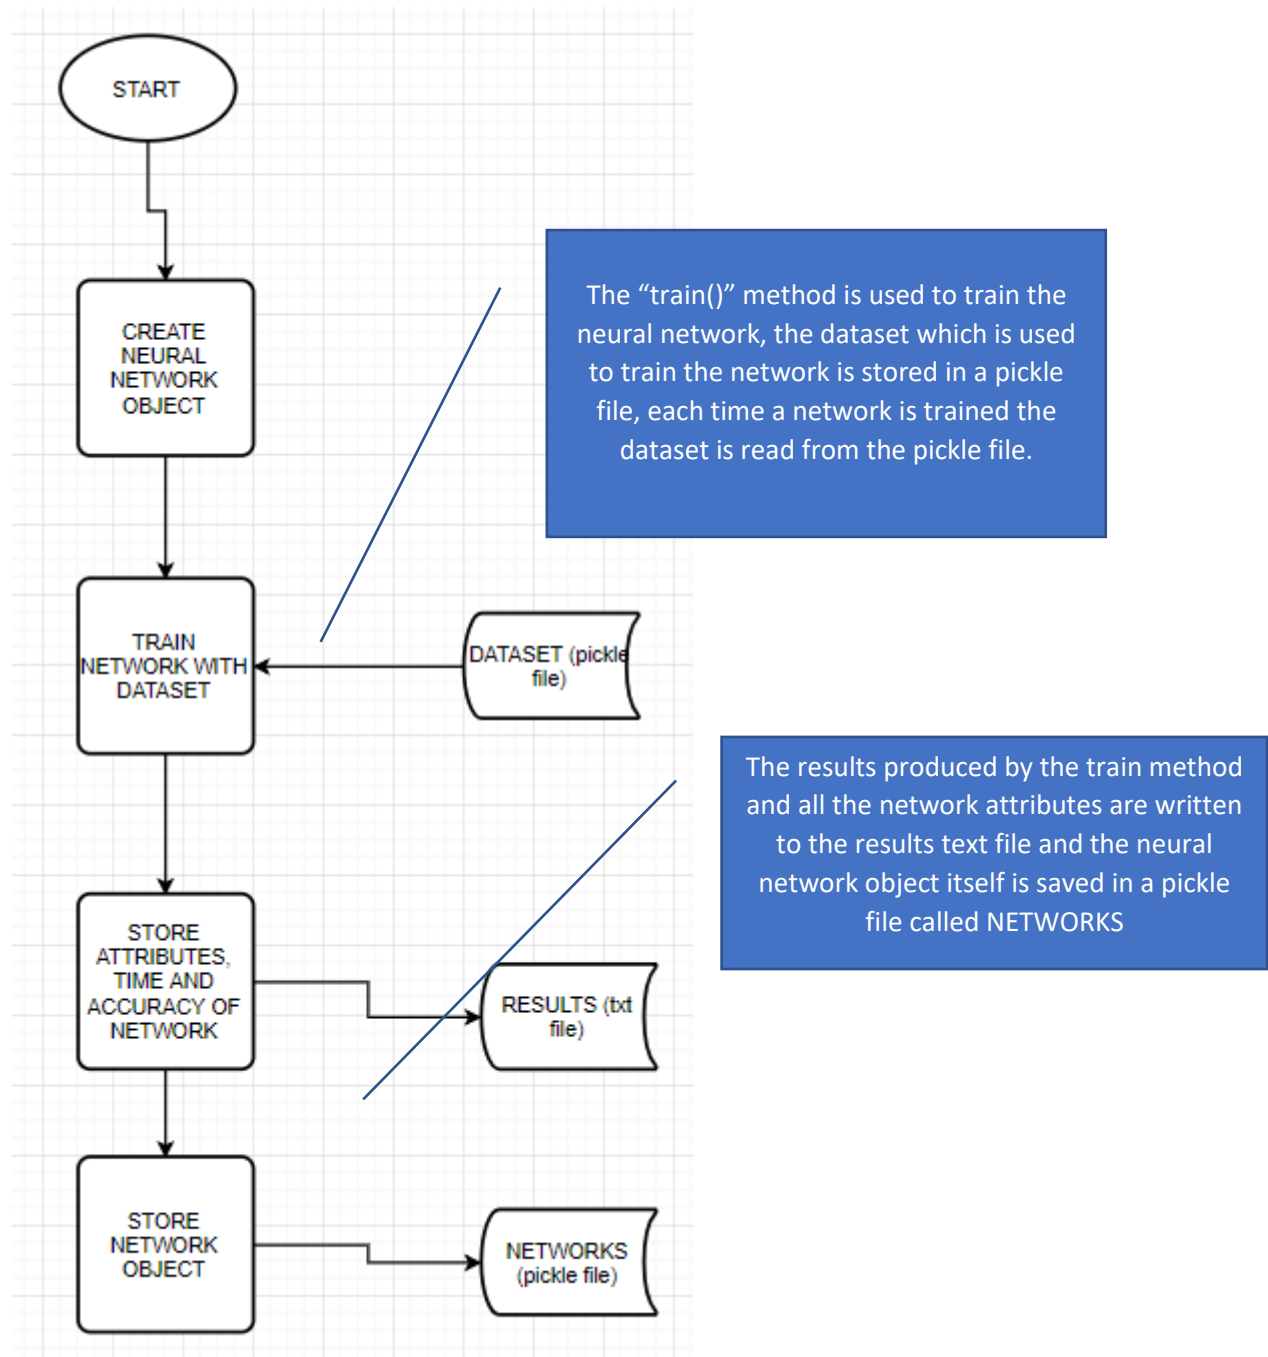 START
CREATE
NEURAL
NETWORK
OBJECT
The “train()” method is used to train the
neural network, the dataset which is used
to train the network is stored in a pickle
file, each time a network is trained the
dataset is read from the pickle file.
TRAIN
NETWORK WITH
DATASET
DATASET (pickle
file)
The results produced by the train method
and all the network attributes are written
to the results text file and the neural
network object itself is saved in a pickle
file called NETWORKS
STORE
ATTRIBUTES,
TIME AND
ACCURACY OF
NETWORK
RESULTS (txt
file)
STORE
NETWORK
OBJECT
NETWORKS
(pickle file)